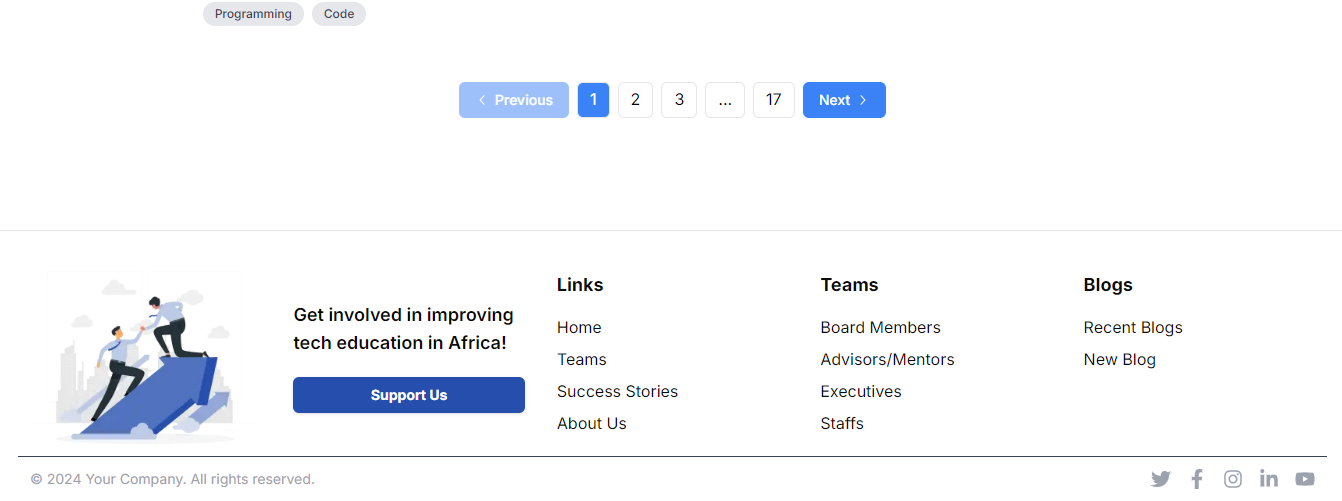 Programming Code
Previous 1 2 3 ... 17 Next
Get involved in improving
tech education in Africa!
Support Us
Links
Home
Teams
Success Stories
About Us
Teams
Board Members
Advisors/Mentors
Executives
Staffs
Blogs
Recent Blogs
New Blog
© 2024 Your Company. All rights reserved.